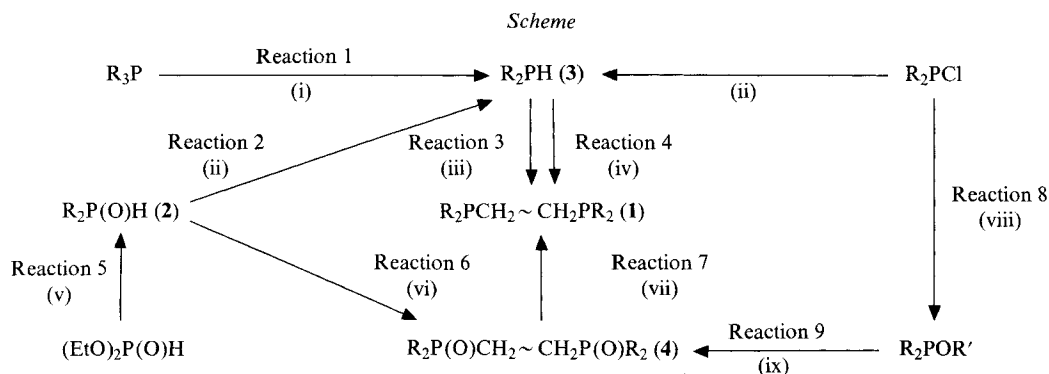 Scheme
Reaction 1
R₃P R₂PH (3) R₂PCl
(i) (ii)
Reaction 2 Reaction 3 Reaction 4
(ii) (iii) (iv)
Reaction 8
(viii)
R₂P(O)H (2) R₂PCH₂~CH₂PR₂ (1)
Reaction 5 Reaction 6 Reaction 7
(v) (vi) (vii)
Reaction 9
(EtO)₂P(O)H R₂P(O)CH₂~CH₂P(O)R₂ (4) R₂POR′
(ix)